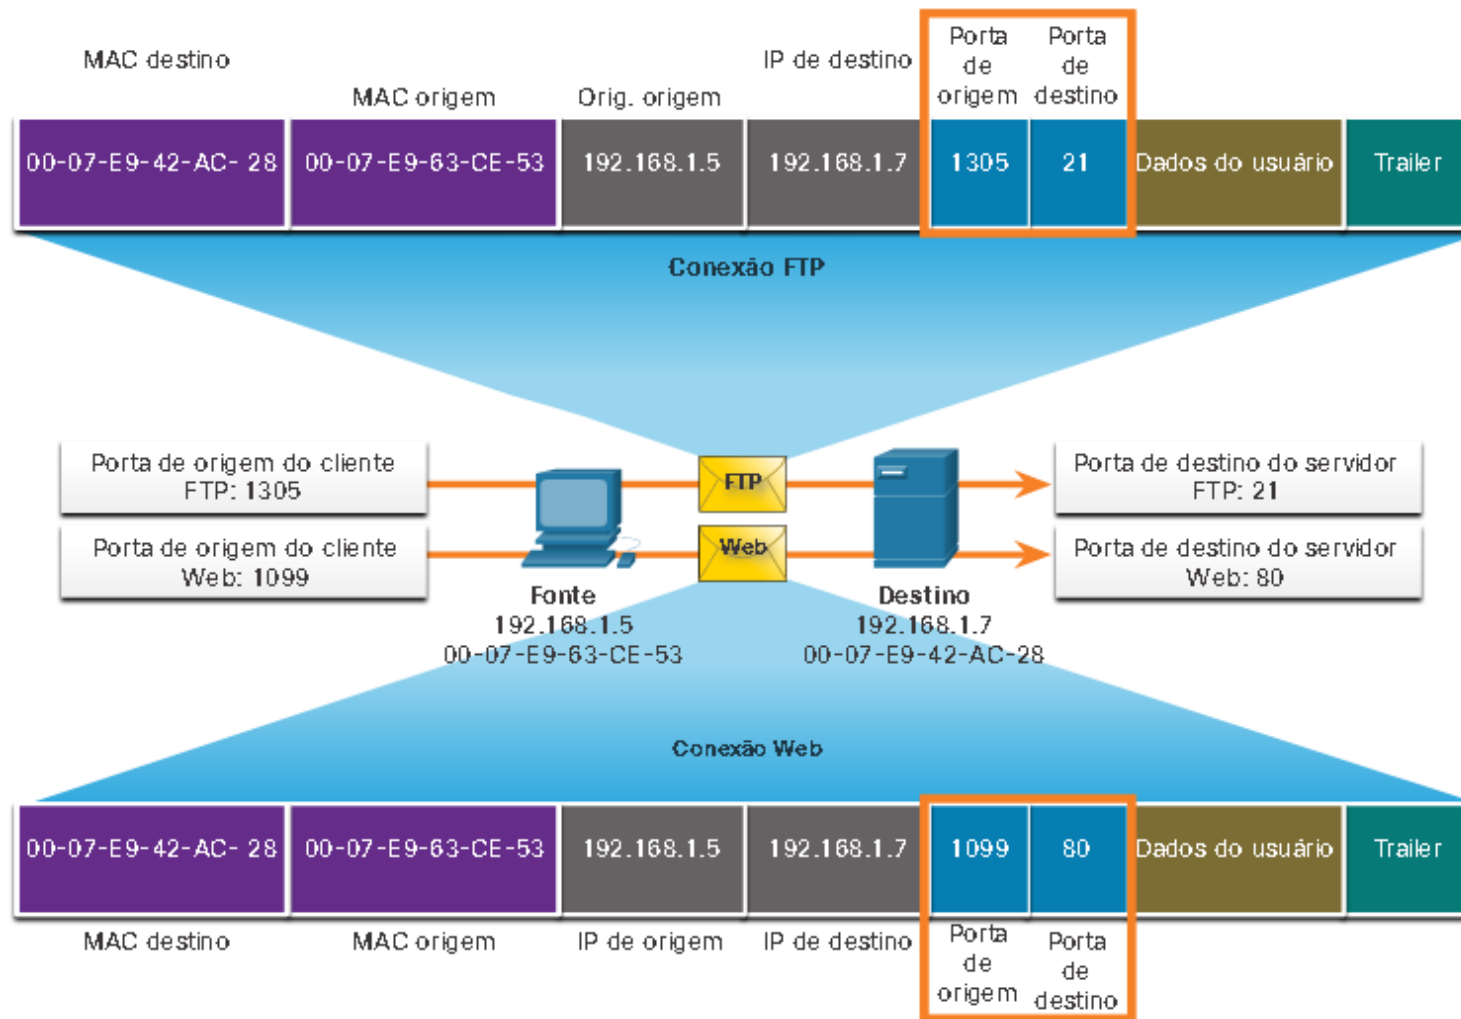 MAC destino
MAC origem
Orig. origem
IP de destino
Porta
de
origem
Porta
de
destino
00-07-E9-42-AC- 28
00-07-E9-63-CE-53
192.168.1.5
192.168.1.7
1305
21
Dados do usuário
Trailer
Conexão FTP
Porta de origem do cliente
FTP: 1305
FTP
Porta de destino do servidor
FTP: 21
Porta de origem do cliente
Web: 1099
Web
Porta de destino do servidor
Web: 80
Fonte
192.168.1.5
00-07-E9-63-CE-53
Destino
192.168.1.7
00-07-E9-42-AC-28
Conexão Web
00-07-E9-42-AC- 28
00-07-E9-63-CE-53
192.168.1.5
192.168.1.7
1099
80
Dados do usuário
Trailer
MAC destino
MAC origem
IP de origem
IP de destino
Porta
de
origem
Porta
de
destino